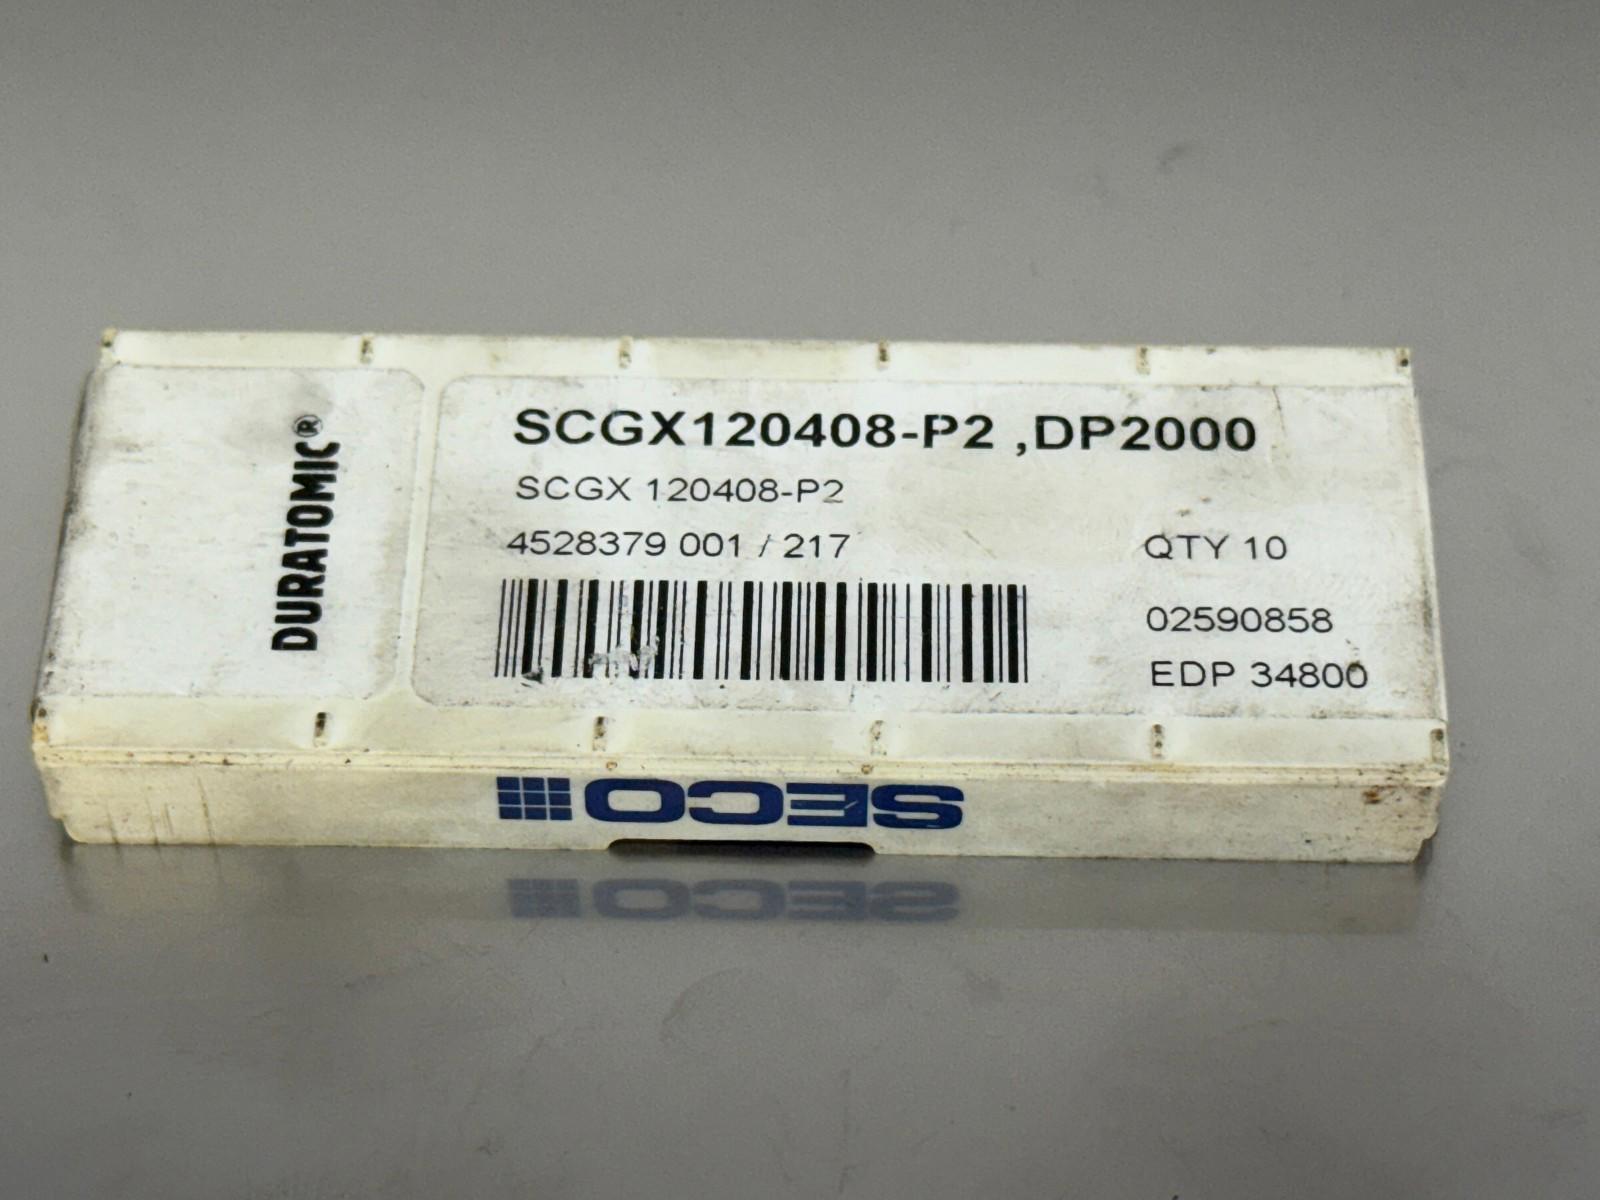 DURATOMIC®
SCGX120408-P2 ,DP2000
SCGX 120408-P2
4528379 001 / 217
QTY 10
02590858
EDP 34800
SECO